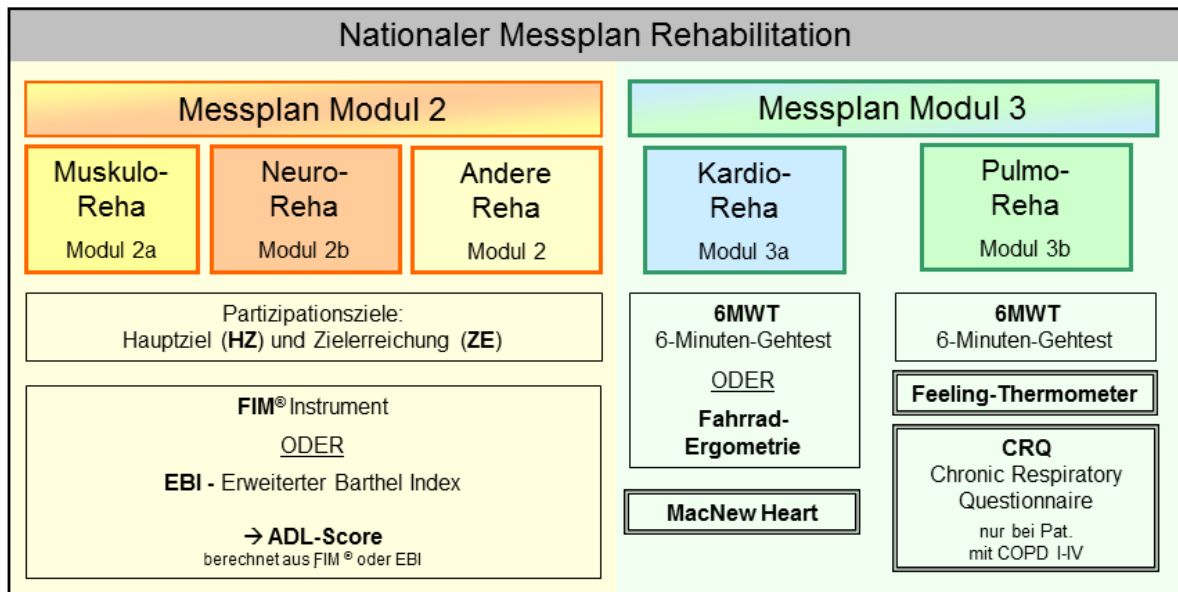 Nationaler Messplan Rehabilitation
Messplan Modul 2
Muskulo-
Reha
Modul 2a
Neuro-
Reha
Modul 2b
Andere
Reha
Modul 2
Partizipationsziele:
Hauptziel (HZ) und Zielerreichung (ZE)
FIM® Instrument
ODER
EBI - Erweiterter Barthel Index
→ ADL-Score
berechnet aus FIM ® oder EBI
Messplan Modul 3
Kardio-
Reha
Modul 3a
Pulmo-
Reha
Modul 3b
6MWT
6-Minuten-Gehtest
ODER
Fahrrad-
Ergometrie
MacNew Heart
6MWT
6-Minuten-Gehtest
Feeling-Thermometer
CRQ
Chronic Respiratory
Questionnaire
nur bei Pat.
mit COPD I-IV